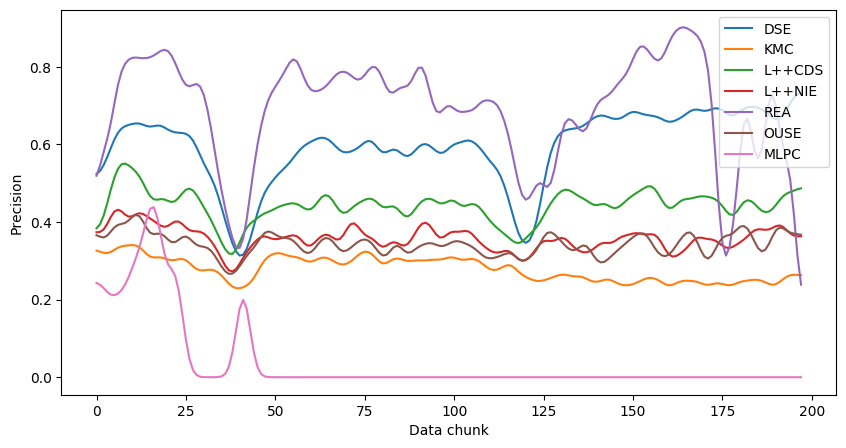 DSE
KMC
L++CDS
L++NIE
REA
OUSE
MLPC
Precision
0.8
0.6
0.4
0.2
0.0
0 25 50 75 100 125 150 175 200
Data chunk